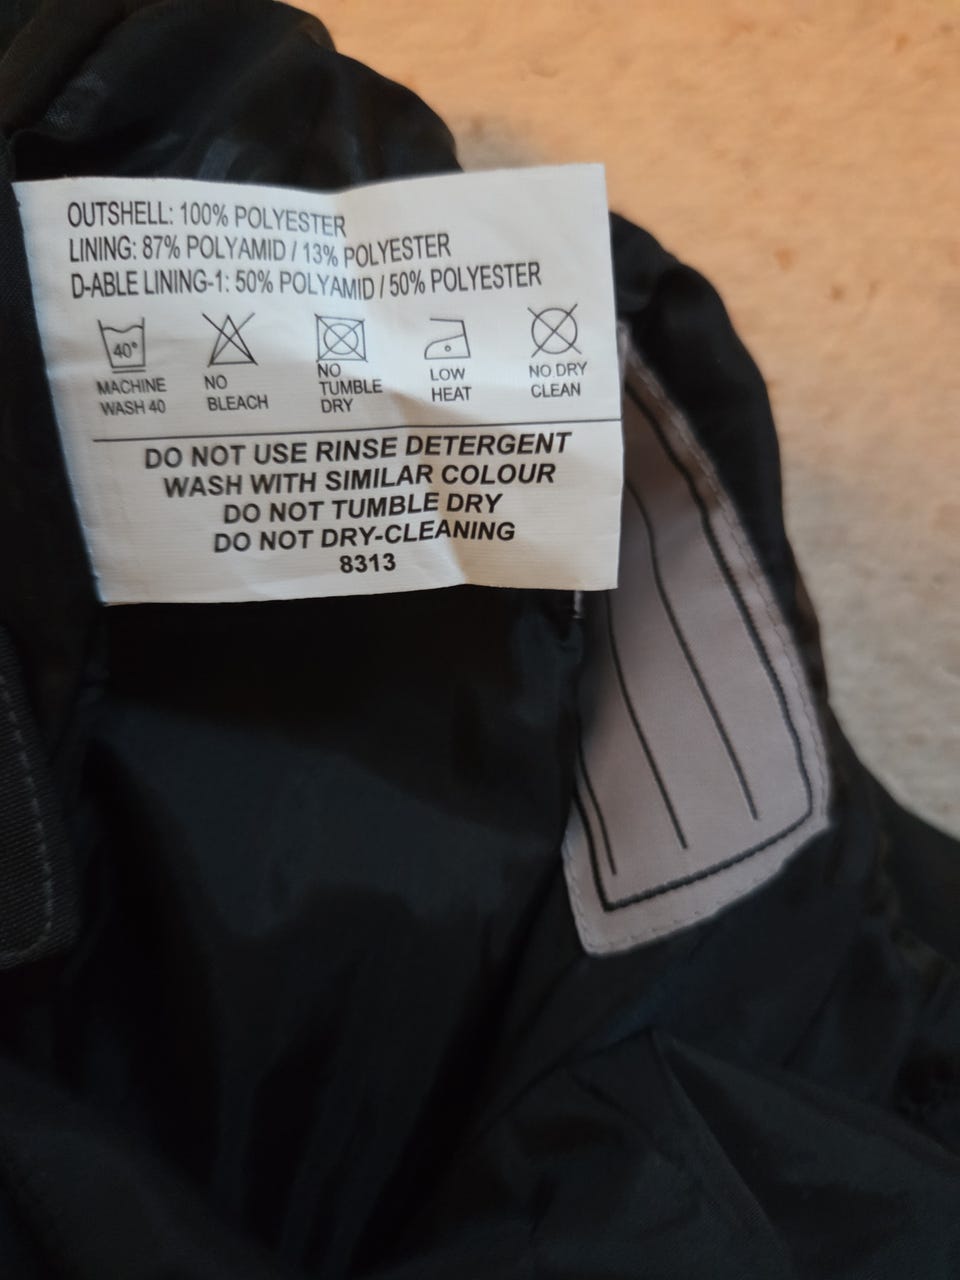 OUTSHELL: 100% POLYESTER
LINING: 87% POLYAMID / 13% POLYESTER
D-ABLE LINING-1: 50% POLYAMID / 50% POLYESTER
40°
MACHINE
WASH 40
NO
BLEACH
NO
TUMBLE
DRY
LOW
HEAT
NO.DRY
CLEAN
DO NOT USE RINSE DETERGENT
WASH WITH SIMILAR COLOUR
DO NOT TUMBLE DRY
DO NOT DRY-CLEANING
8313